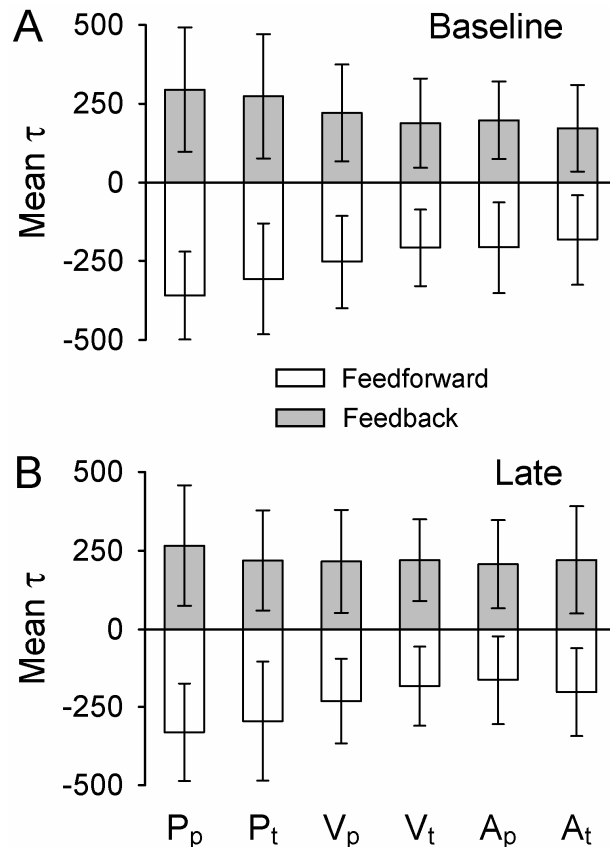 A
Baseline
500
250
0
-250
-500
Mean τ
Feedforward
Feedback
B
Late
500
250
0
-250
-500
Mean τ
Pp Pt Vp Vt Ap At